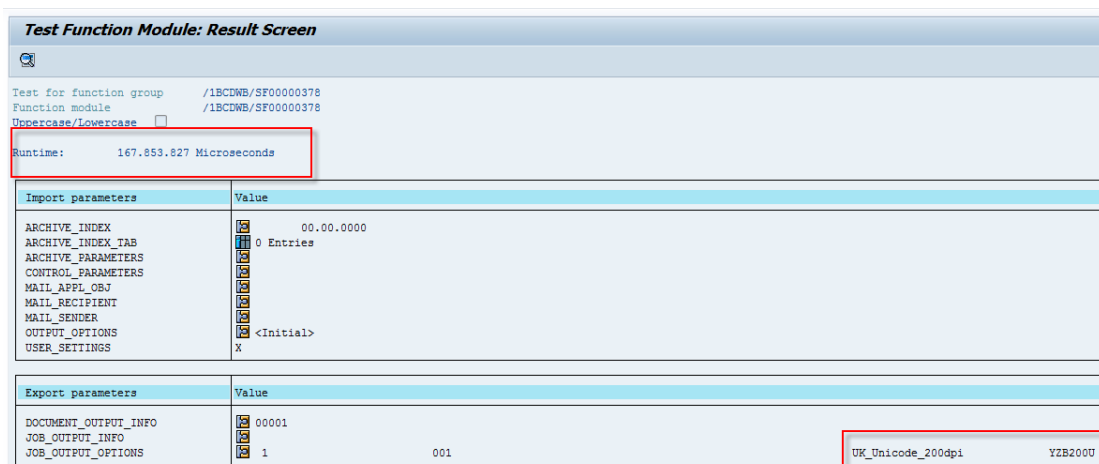 Test Function Module: Result Screen
Test for function group /1BCDWB/SF00000378
Function module /1BCDWB/SF00000378
Uppercase/Lowercase
Runtime: 167.853.827 Microseconds
Import parameters Value
ARCHIVE_INDEX 00.00.0000
ARCHIVE_INDEX_TAB 0 Entries
ARCHIVE_PARAMETERS
CONTROL_PARAMETERS
MAIL_APPL_OBJ
MAIL_RECIPIENT
MAIL_SENDER
OUTPUT_OPTIONS <Initial>
USER_SETTINGS X
Export parameters Value
DOCUMENT_OUTPUT_INFO 00001
JOB_OUTPUT_INFO
JOB_OUTPUT_OPTIONS 1 001 UK_Unicode_200dpi YZB200U